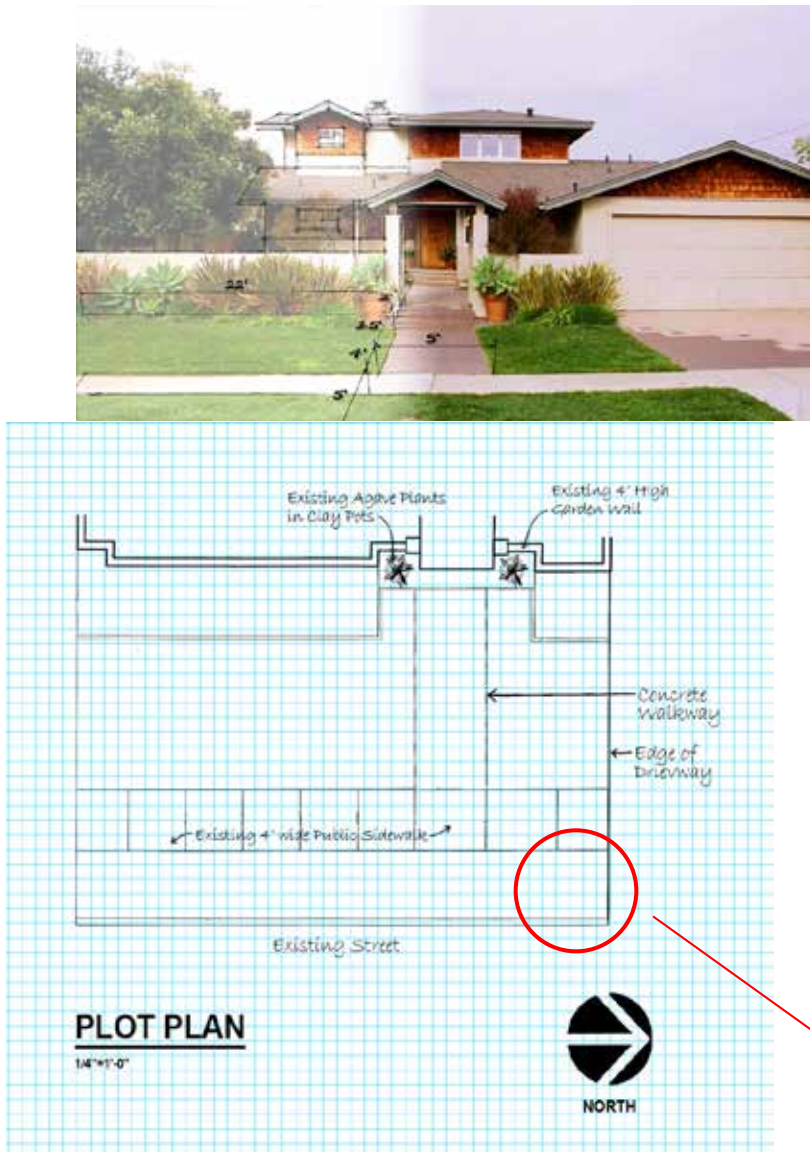 22'
2.5'
4'
5'
5'
Existing Agave Plants
in Clay Pots
Existing 4' High
Garden Wall
Concrete
Walkway
Edge of
Drievway
Existing 4' wide Public Sidewalk
Existing Street
PLOT PLAN
1/4"=1'-0"
NORTH